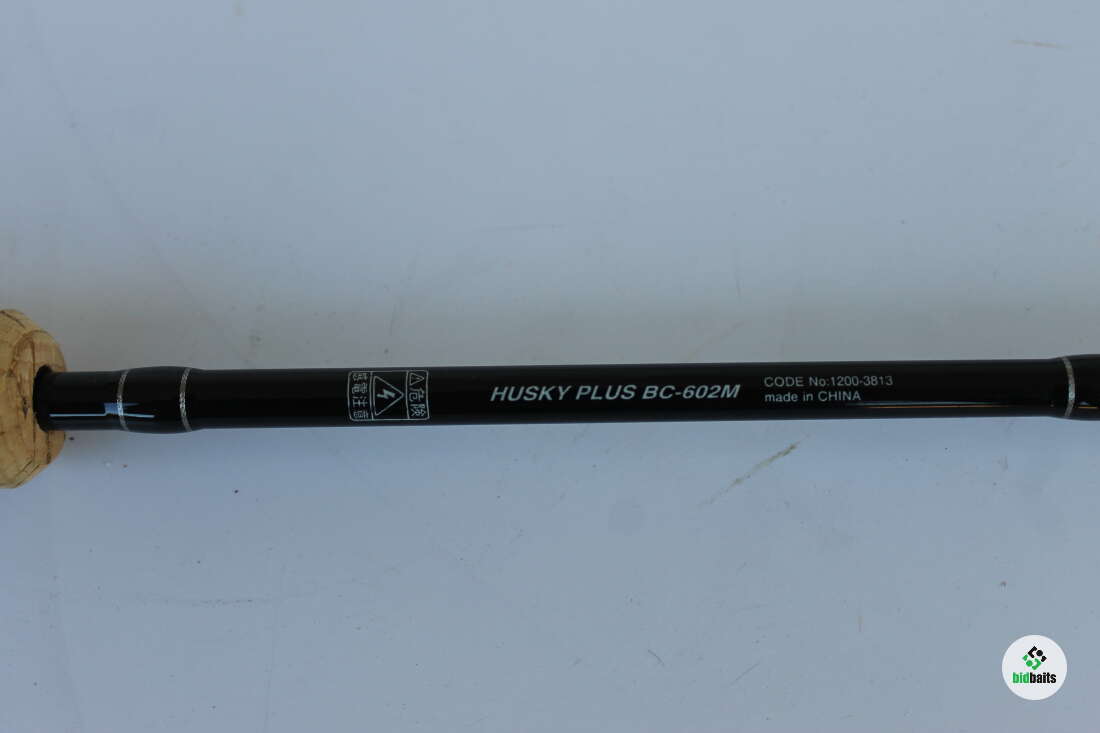 危険
感電注意
HUSKY PLUS BC-602M
CODE No:1200-3813
made in CHINA
bidbaits